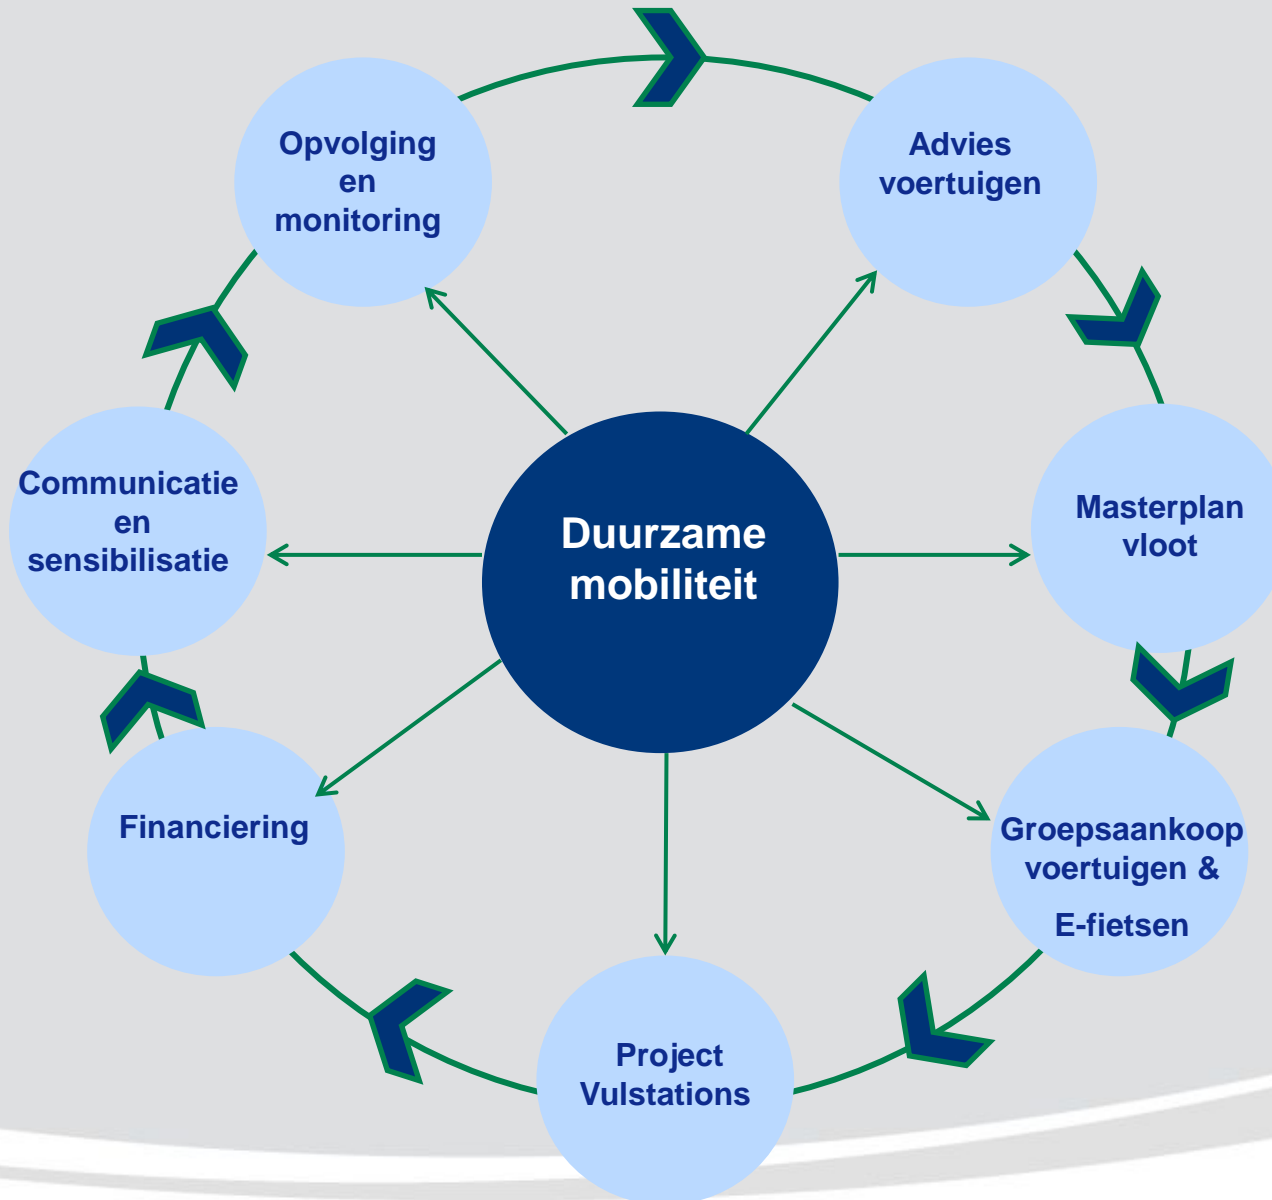 Opvolging
en
monitoring
Advies
voertuigen
Communicatie
en
sensibilisatie
Duurzame
mobiliteit
Masterplan
vloot
Financiering
Groepsaankoop
voertuigen &
E-fietsen
Project
Vulstations